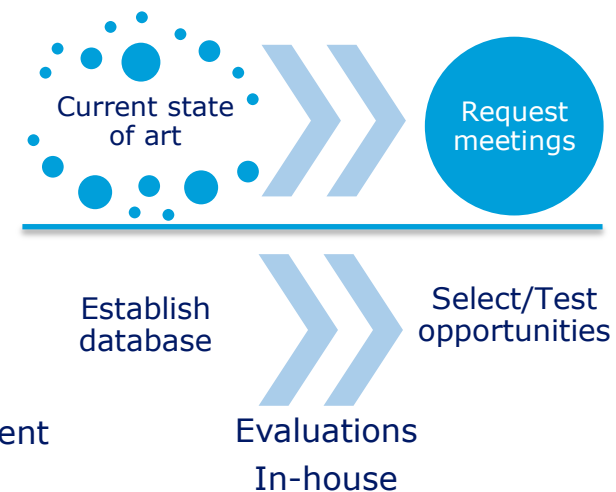 Current state
of art
Request
meetings
Establish
database
Select/Test
opportunities
ent
Evaluations
In-house